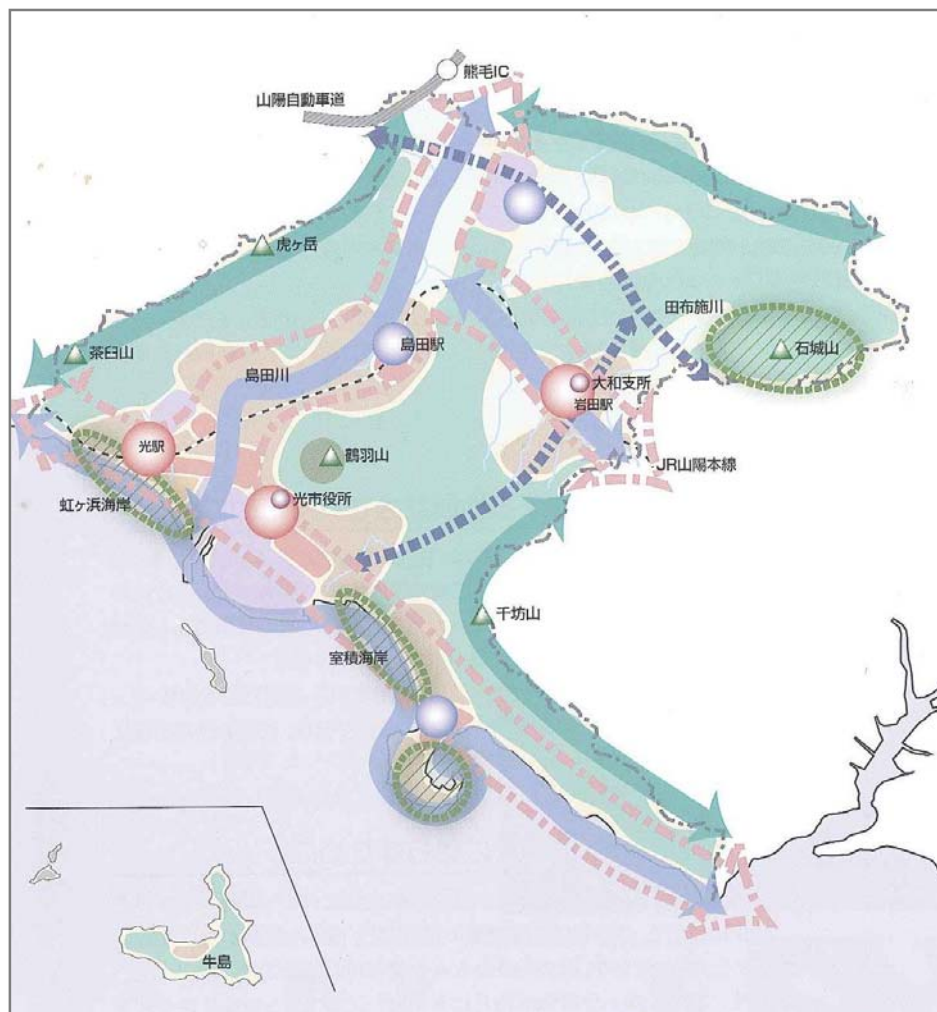 熊毛IC
山陽自動車道
虎ヶ岳
田布施川
茶臼山
島田駅
石城山
島田川
大和支所
岩田駅
光駅
鶴羽山
JR山陽本線
光市役所
虹ヶ浜海岸
千坊山
室積海岸
牛島